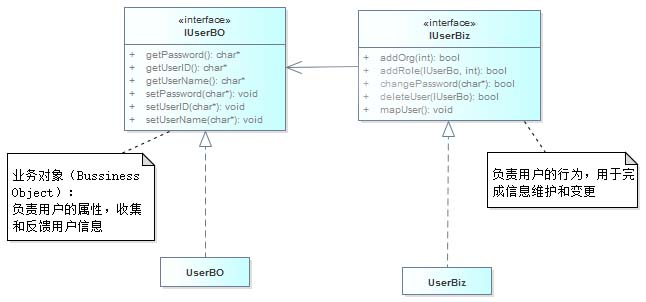 «interface»
IUserBO
+ getPassword(): char*
+ getUserID(): char*
+ getUserName(): char*
+ setPassword(char*): void
+ setUserID(char*): void
+ setUserName(char*): void
«interface»
IUserBiz
+ addOrg(int): bool
+ addRole(IUserBo, int): bool
+ changePassword(char*): bool
+ deleteUser(IUserBo): bool
+ mapUser(): void
业务对象（Bussiness
Object）：
负责用户的属性，收集
和反馈用户信息
负责用户的行为，用于完
成信息维护和变更
UserBO
UserBiz